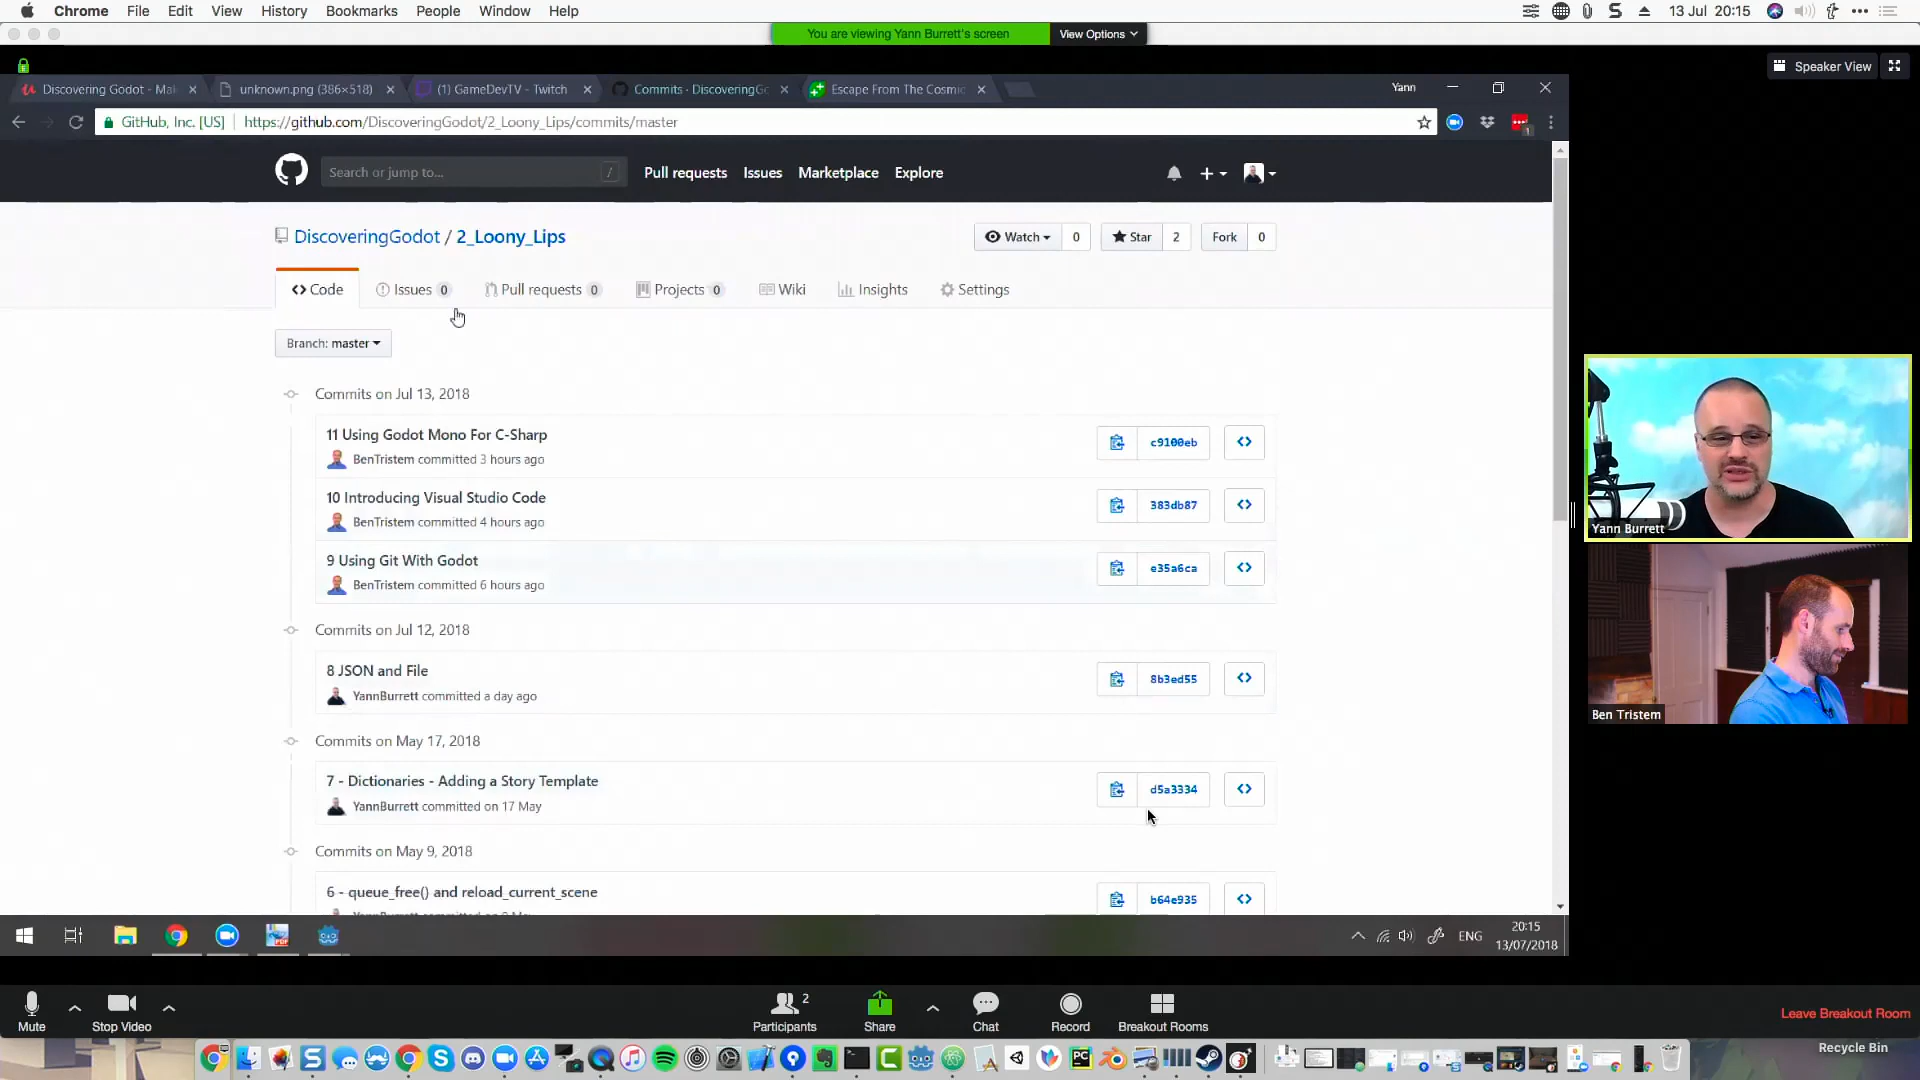 Chrome File Edit View History Bookmarks People Window Help
13 Jul 20:15
You are viewing Yann Burrett's screen View Options
Speaker View
Discovering Godot - Mak
unknown.png (386×518)
(1) GameDevTV - Twitch
Commits · DiscoveringGo
Escape From The Cosmic
Yann
GitHub, Inc. [US] https://github.com/DiscoveringGodot/2_Loony_Lips/commits/master
Search or jump to... / Pull requests Issues Marketplace Explore
DiscoveringGodot / 2_Loony_Lips
Watch 0 Star 2 Fork 0
Code Issues 0 Pull requests 0 Projects 0 Wiki Insights Settings
Branch: master
Commits on Jul 13, 2018
11 Using Godot Mono For C-Sharp
BenTristem committed 3 hours ago
c9100eb
10 Introducing Visual Studio Code
BenTristem committed 4 hours ago
383db87
9 Using Git With Godot
BenTristem committed 6 hours ago
e35a6ca
Commits on Jul 12, 2018
8 JSON and File
YannBurrett committed a day ago
8b3ed55
Commits on May 17, 2018
7 - Dictionaries - Adding a Story Template
YannBurrett committed on 17 May
d5a3334
Commits on May 9, 2018
6 - queue_free() and reload_current_scene
b64e935
Yann Burrett
Ben Tristem
ENG
20:15
13/07/2018
Mute
Stop Video
2
Participants
Share
Chat
Record
Breakout Rooms
Leave Breakout Room
Recycle Bin